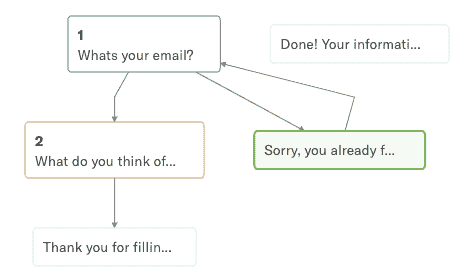 1
Whats your email?
Done! Your informati...
2
What do you think of...
Sorry, you already f...
Thank you for fillin...